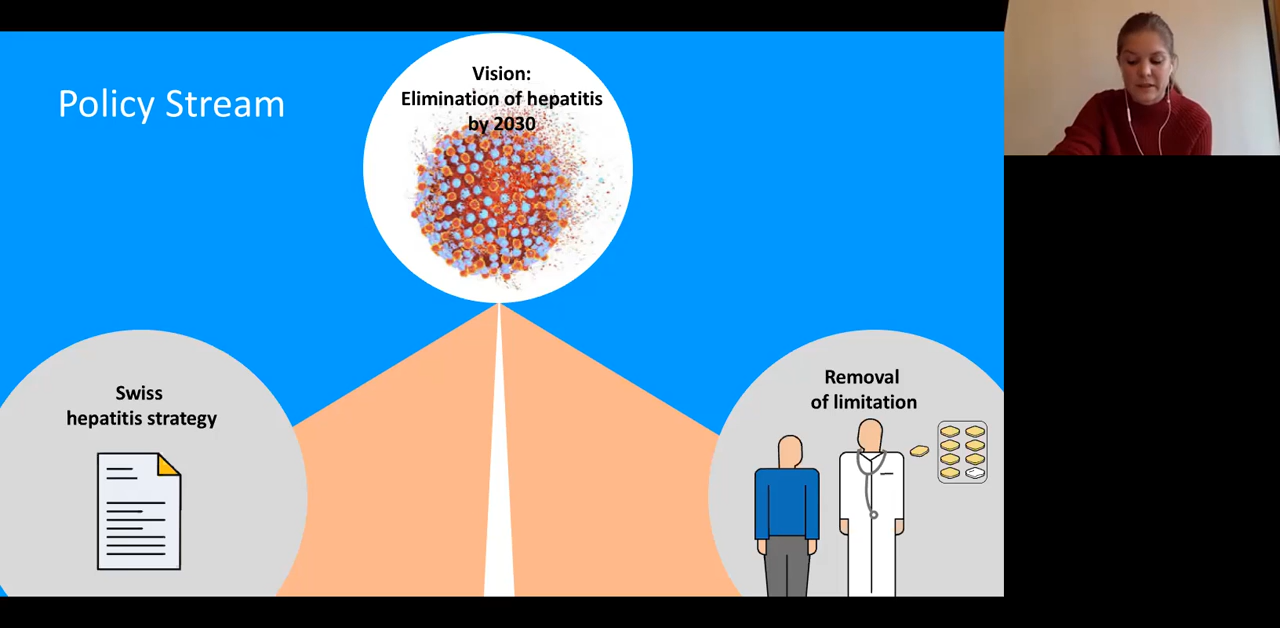 Policy Stream
Vision:
Elimination of hepatitis
by 2030
Swiss
hepatitis strategy
Removal
of limitation